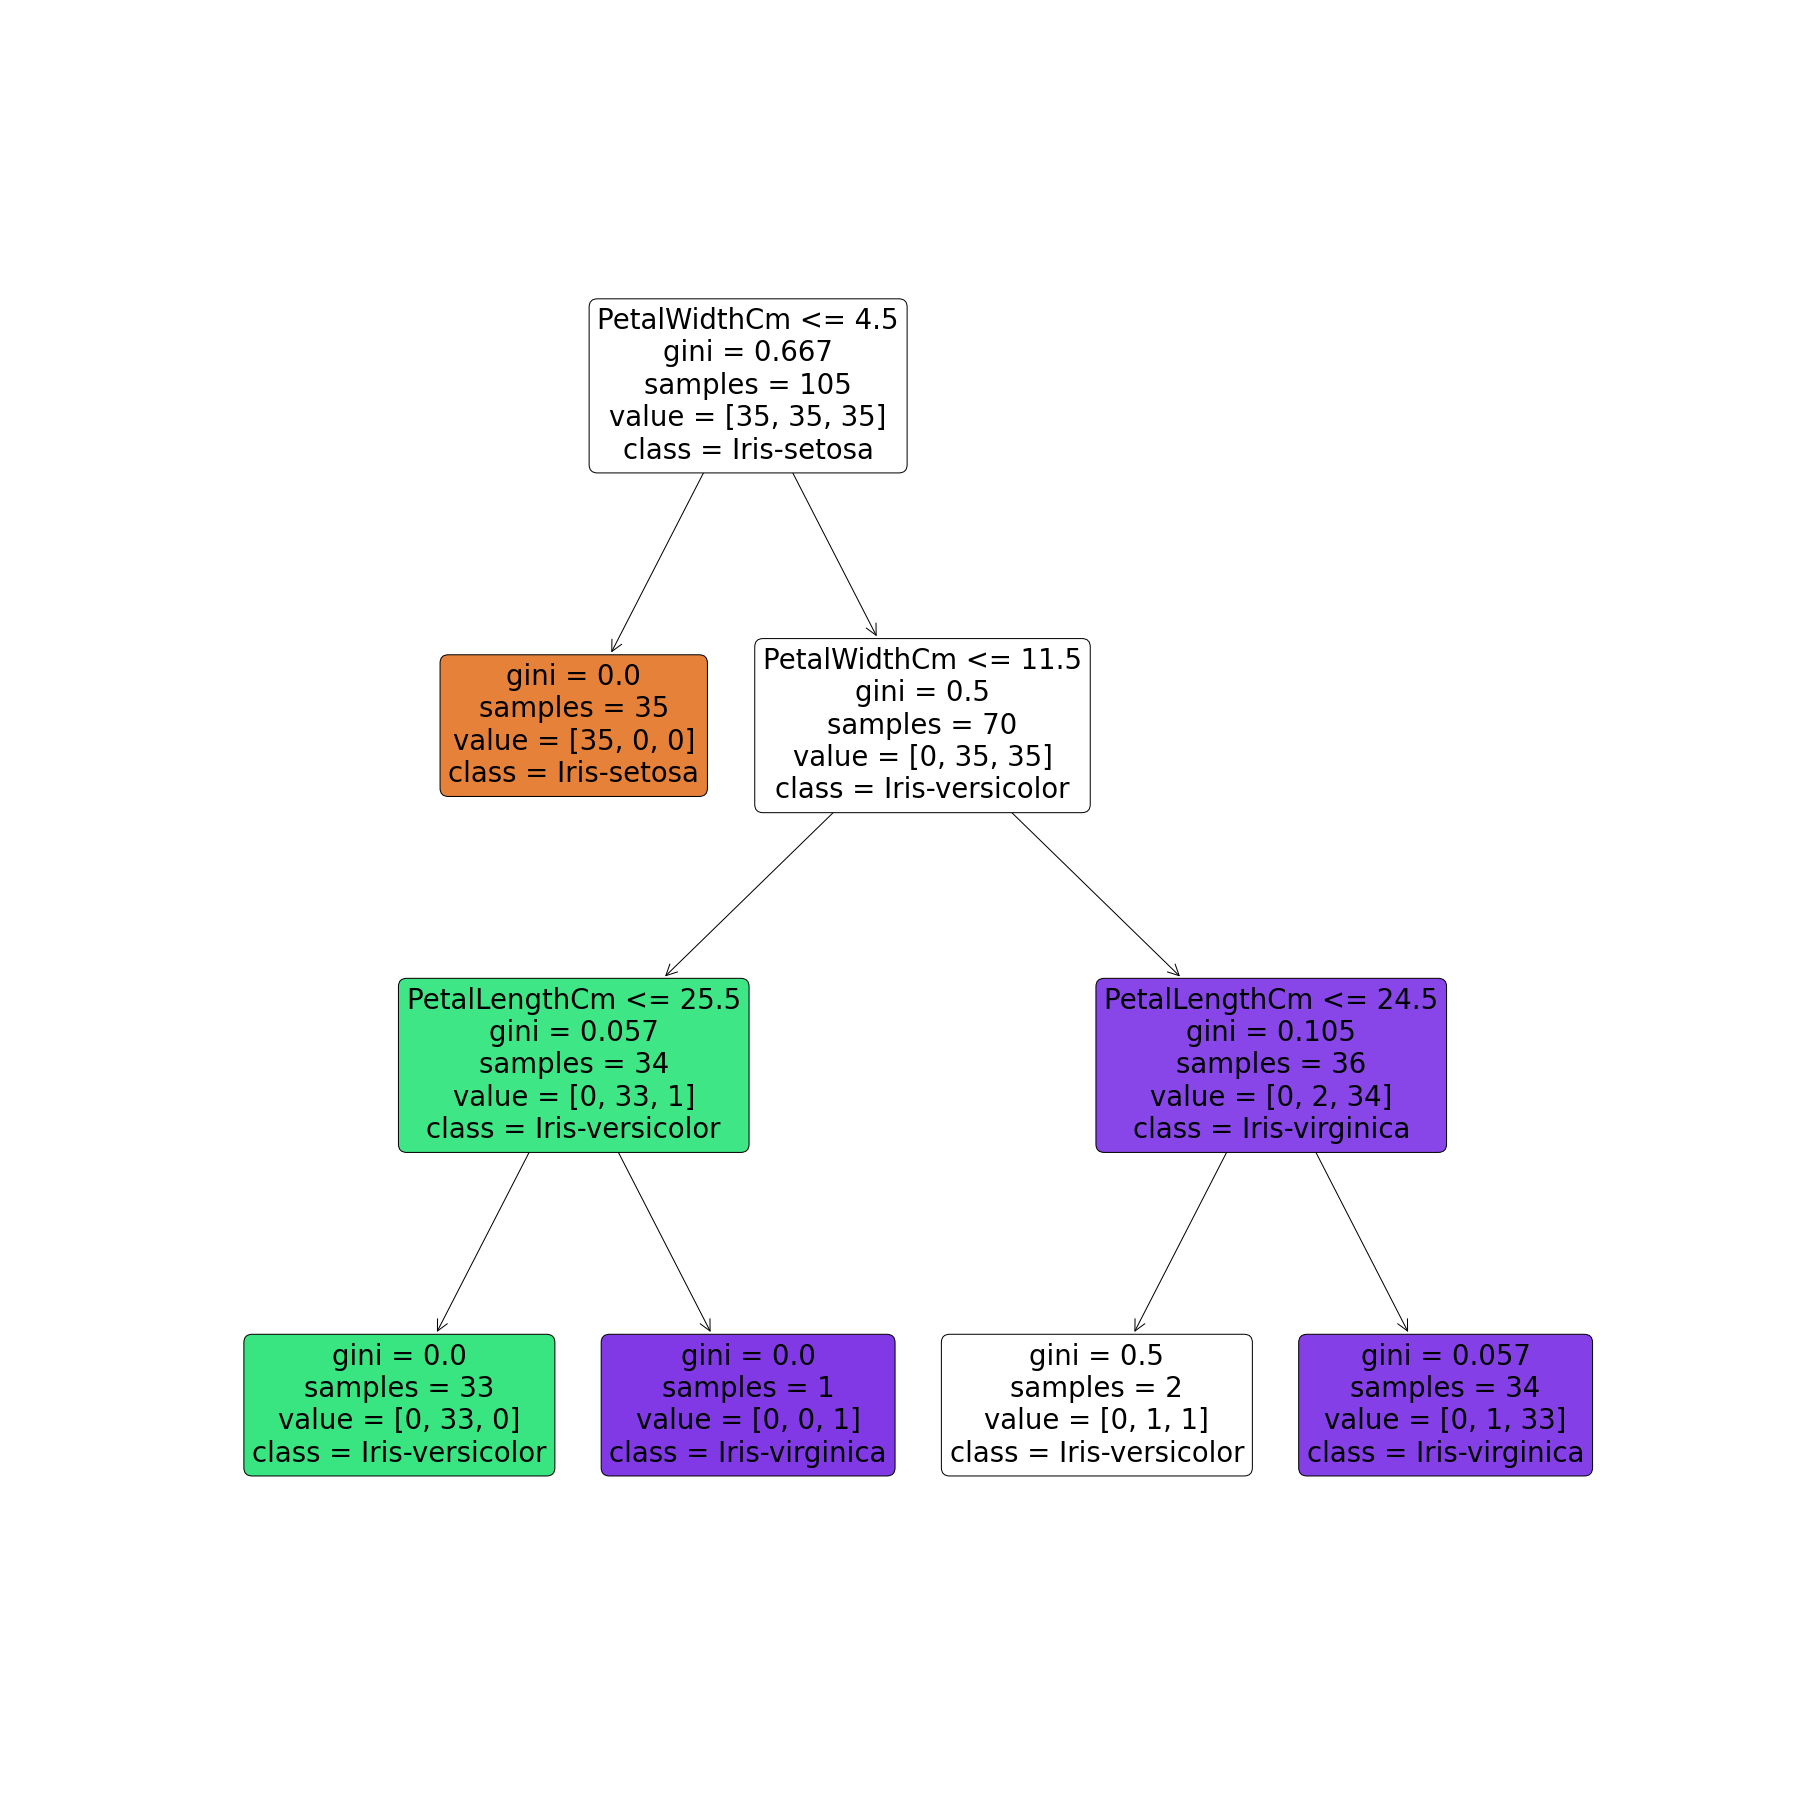 PetalWidthCm <= 4.5
gini = 0.667
samples = 105
value = [35, 35, 35]
class = Iris-setosa
gini = 0.0
samples = 35
value = [35, 0, 0]
class = Iris-setosa
PetalWidthCm <= 11.5
gini = 0.5
samples = 70
value = [0, 35, 35]
class = Iris-versicolor
PetalLengthCm <= 25.5
gini = 0.057
samples = 34
value = [0, 33, 1]
class = Iris-versicolor
PetalLengthCm <= 24.5
gini = 0.105
samples = 36
value = [0, 2, 34]
class = Iris-virginica
gini = 0.0
samples = 33
value = [0, 33, 0]
class = Iris-versicolor
gini = 0.0
samples = 1
value = [0, 0, 1]
class = Iris-virginica
gini = 0.5
samples = 2
value = [0, 1, 1]
class = Iris-versicolor
gini = 0.057
samples = 34
value = [0, 1, 33]
class = Iris-virginica